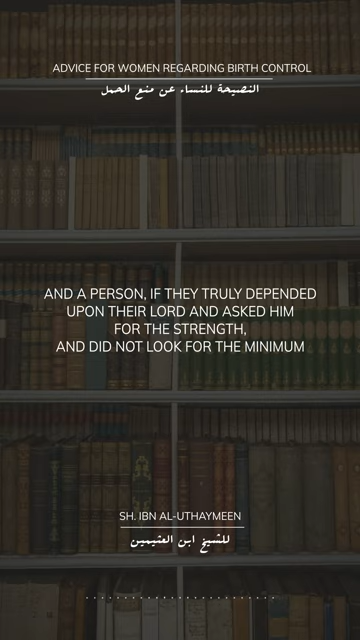 ADVICE FOR WOMEN REGARDING BIRTH CONTROL
النصيحة للنساء عن منع الحمل
AND A PERSON, IF THEY TRULY DEPENDED
UPON THEIR LORD AND ASKED HIM
FOR THE STRENGTH,
AND DID NOT LOOK FOR THE MINIMUM
SH. IBN AL-UTHAYMEEN
للشيخ ابن العثيمين